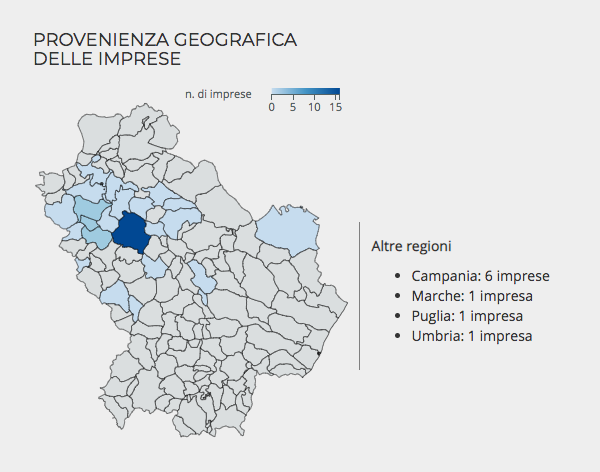 PROVENIENZA GEOGRAFICA
DELLE IMPRESE
n. di imprese
0 5 10 15
Altre regioni
• Campania: 6 imprese
• Marche: 1 impresa
• Puglia: 1 impresa
• Umbria: 1 impresa